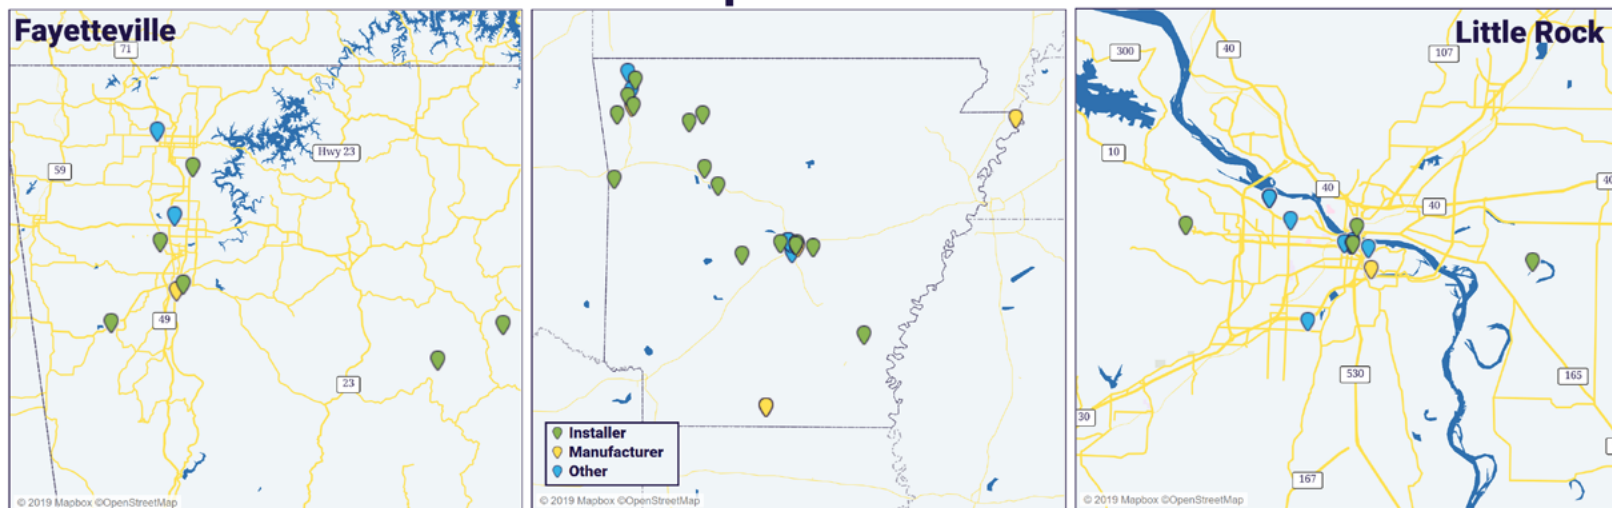 Fayetteville
71
59
Hwy 23
49
23
© 2019 Mapbox ©OpenStreetMap
Installer
Manufacturer
Other
© 2019 Mapbox ©OpenStreetMap
Little Rock
300
40
107
10
40
40
165
530
30
167
© 2019 Mapbox ©OpenStreetMap